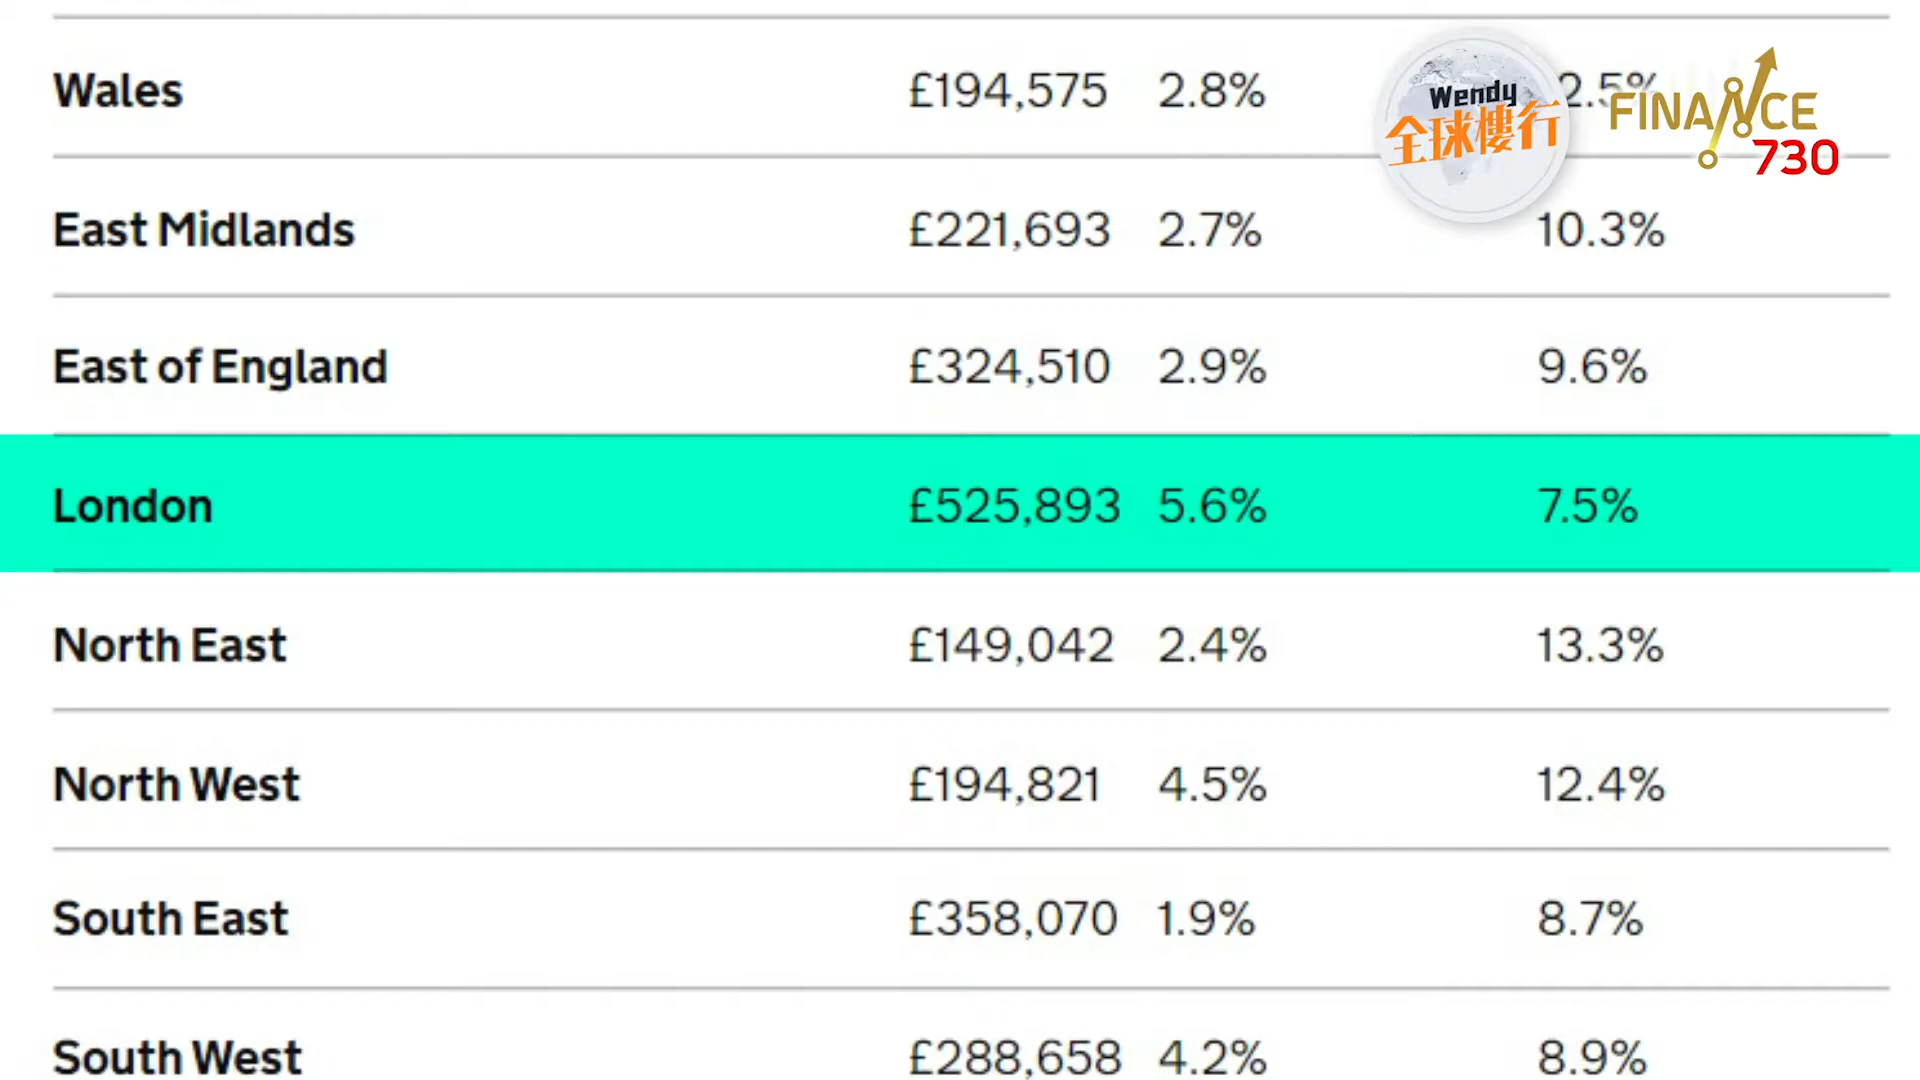 Wales £194,575 2.8% 2.5%
Wendy
全球樓行
FINANCE
730
East Midlands £221,693 2.7% 10.3%
East of England £324,510 2.9% 9.6%
London £525,893 5.6% 7.5%
North East £149,042 2.4% 13.3%
North West £194,821 4.5% 12.4%
South East £358,070 1.9% 8.7%
South West £288,658 4.2% 8.9%